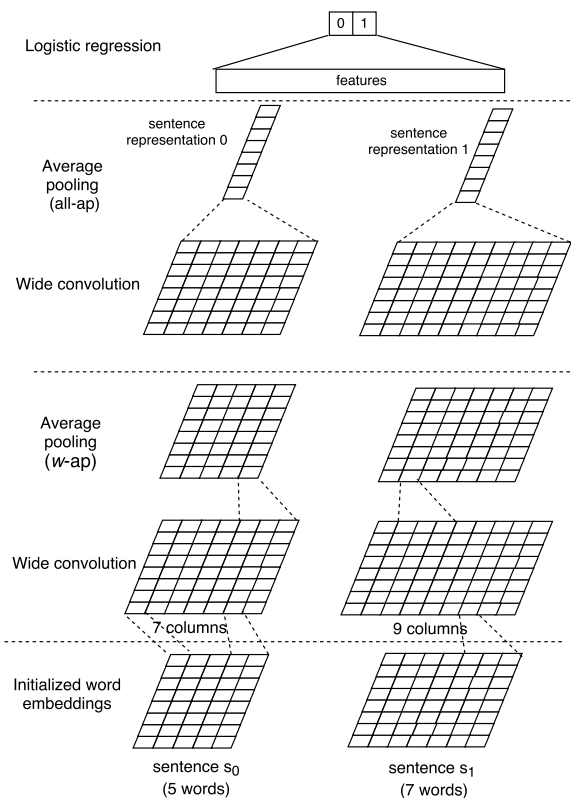 Logistic regression
0 1
features
sentence
representation 0
sentence
representation 1
Average
pooling
(all-ap)
Wide convolution
Average
pooling
(w-ap)
Wide convolution
7 columns
9 columns
Initialized word
embeddings
sentence s0
(5 words)
sentence s1
(7 words)